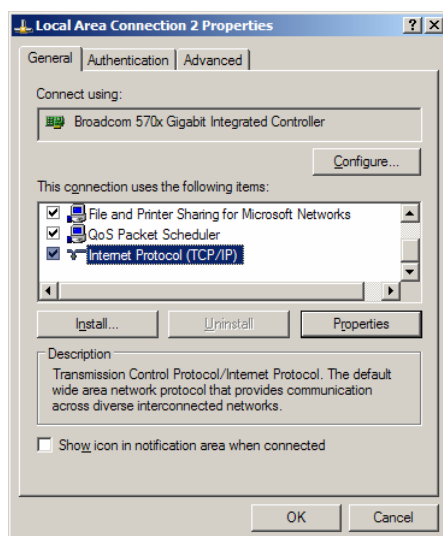 Local Area Connection 2 Properties
General Authentication Advanced
Connect using:
Broadcom 570x Gigabit Integrated Controller
Configure...
This connection uses the following items:
File and Printer Sharing for Microsoft Networks
QoS Packet Scheduler
Internet Protocol (TCP/IP)
Install... Uninstall Properties
Description
Transmission Control Protocol/Internet Protocol. The default
wide area network protocol that provides communication
across diverse interconnected networks.
Show icon in notification area when connected
OK Cancel